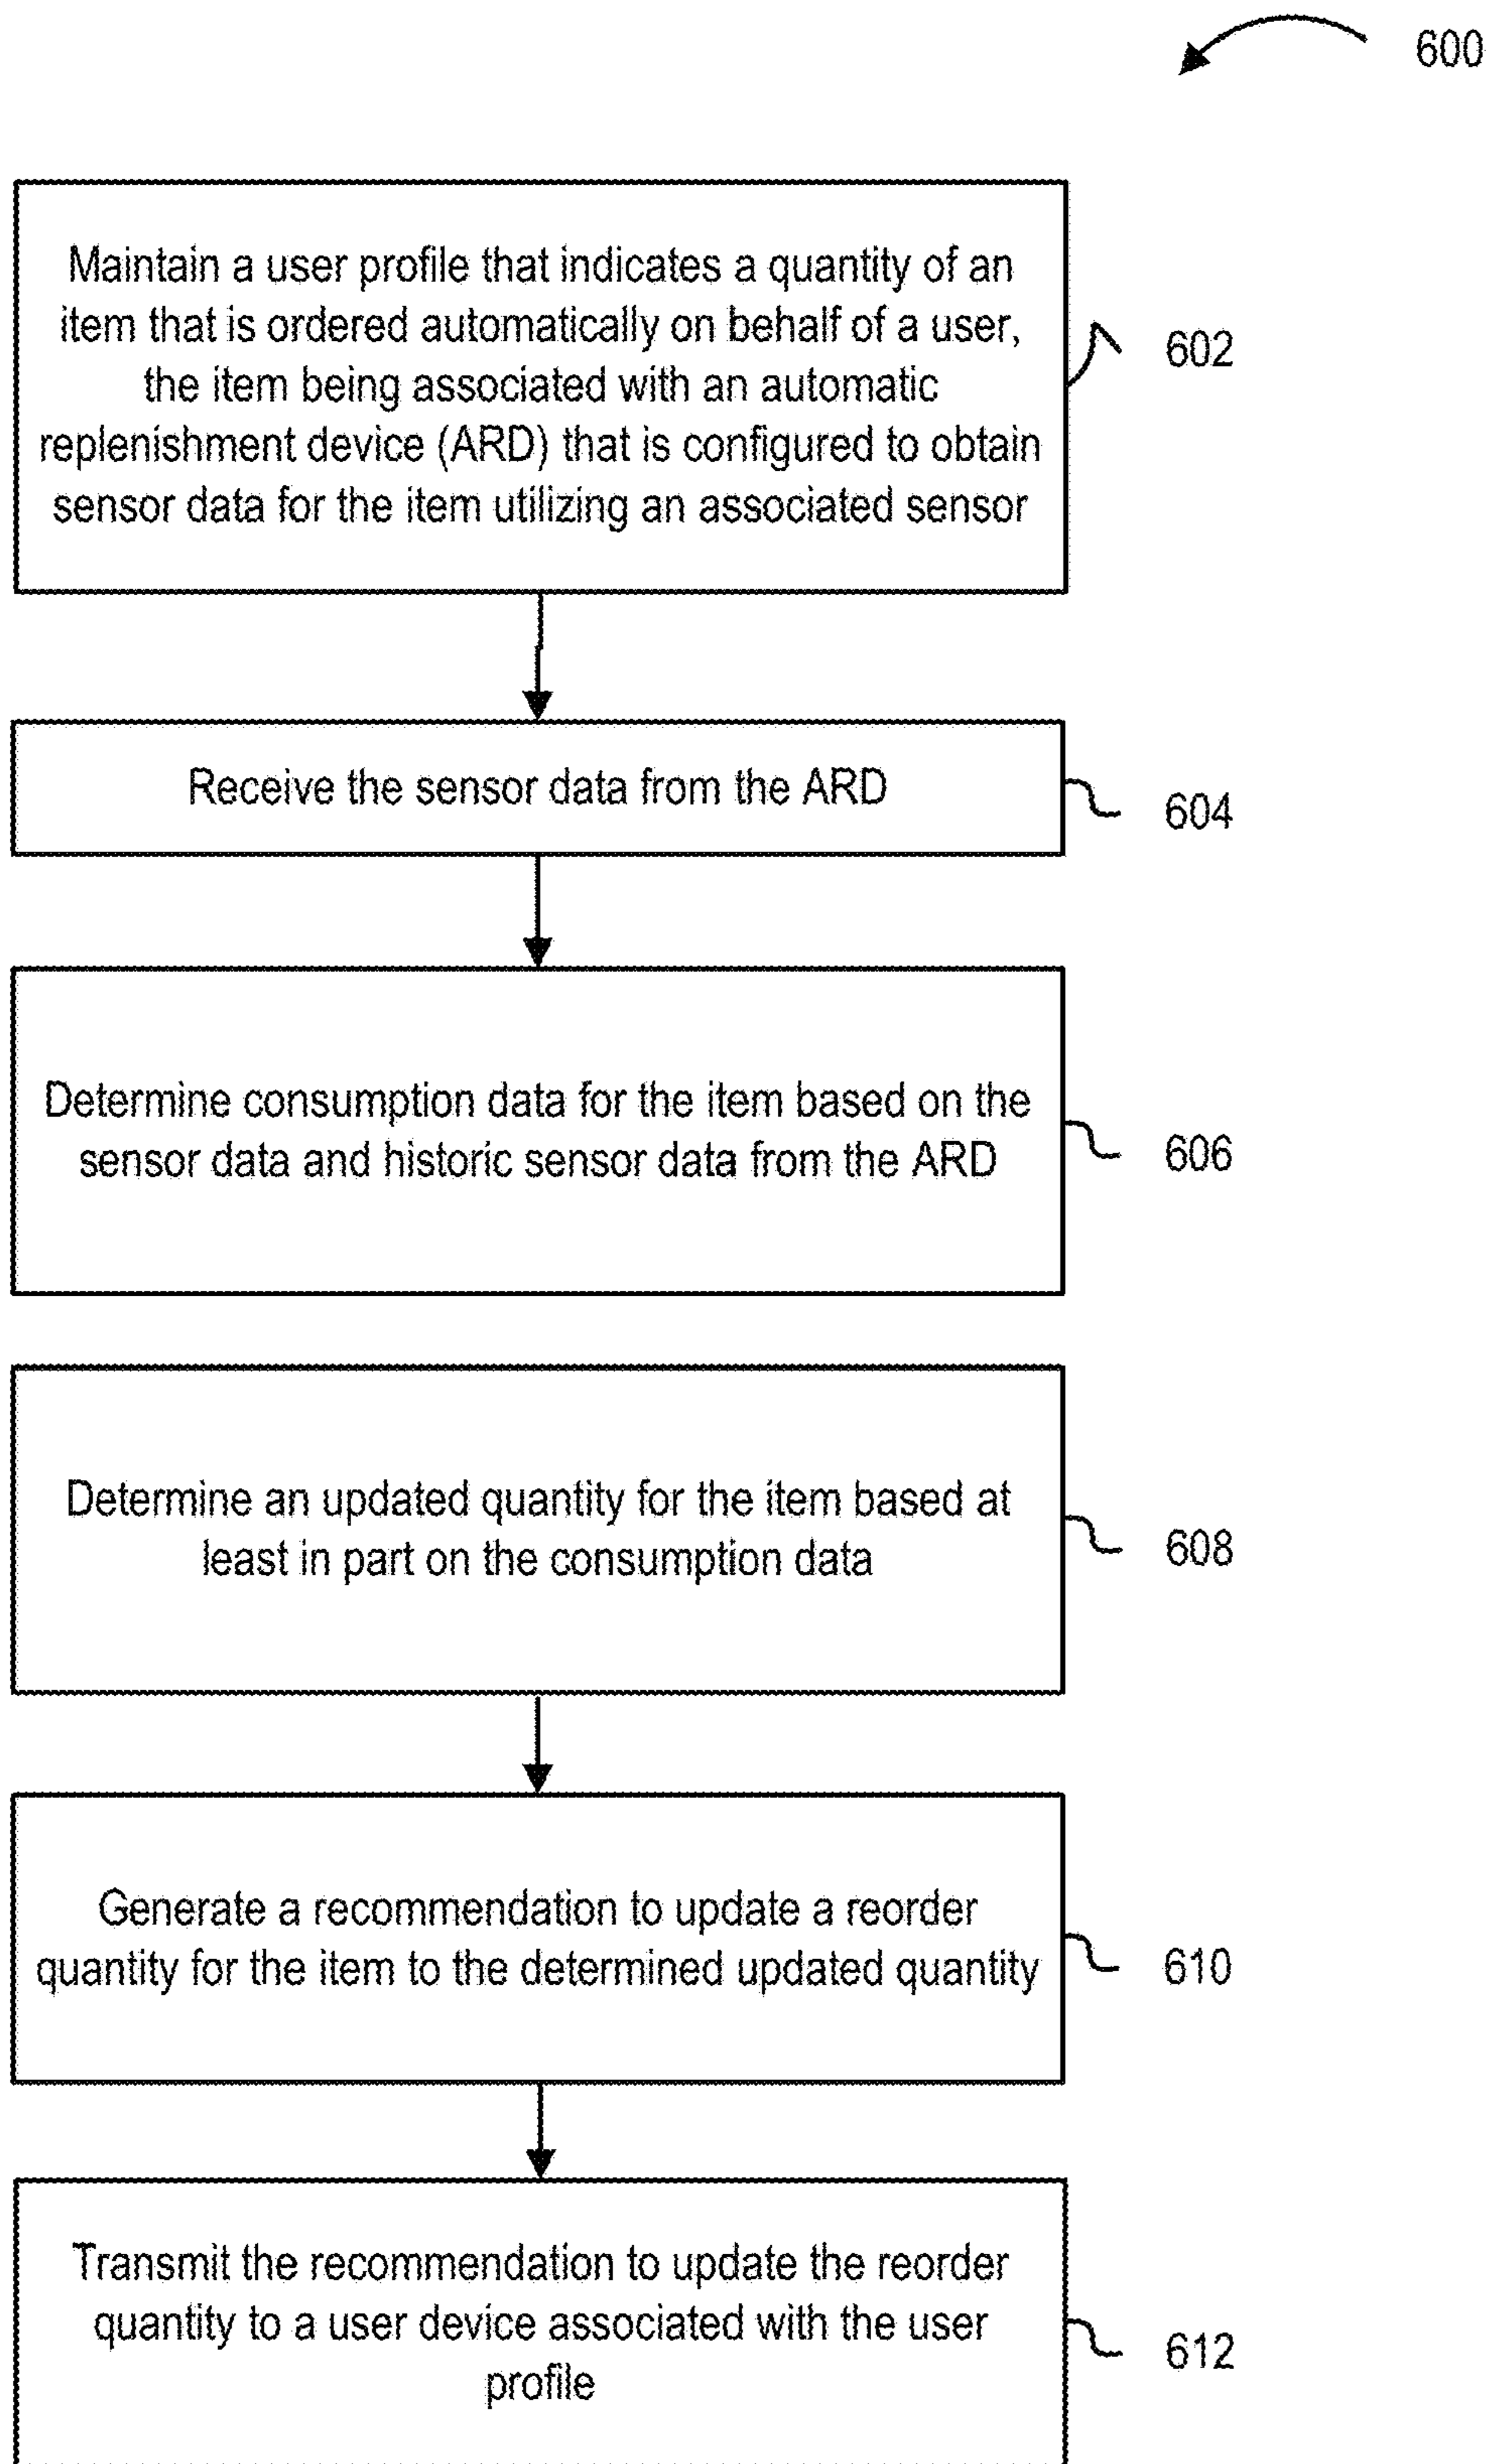 600
Maintain a user profile that indicates a quantity of an
item that is ordered automatically on behalf of a user,
the item being associated with an automatic
replenishment device (ARD) that is configured to obtain
sensor data for the item utilizing an associated sensor
602
Receive the sensor data from the ARD
604
Determine consumption data for the item based on the
sensor data and historic sensor data from the ARD
606
Determine an updated quantity for the item based at
least in part on the consumption data
608
Generate a recommendation to update a reorder
quantity for the item to the determined updated quantity
610
Transmit the recommendation to update the reorder
quantity to a user device associated with the user
profile
612